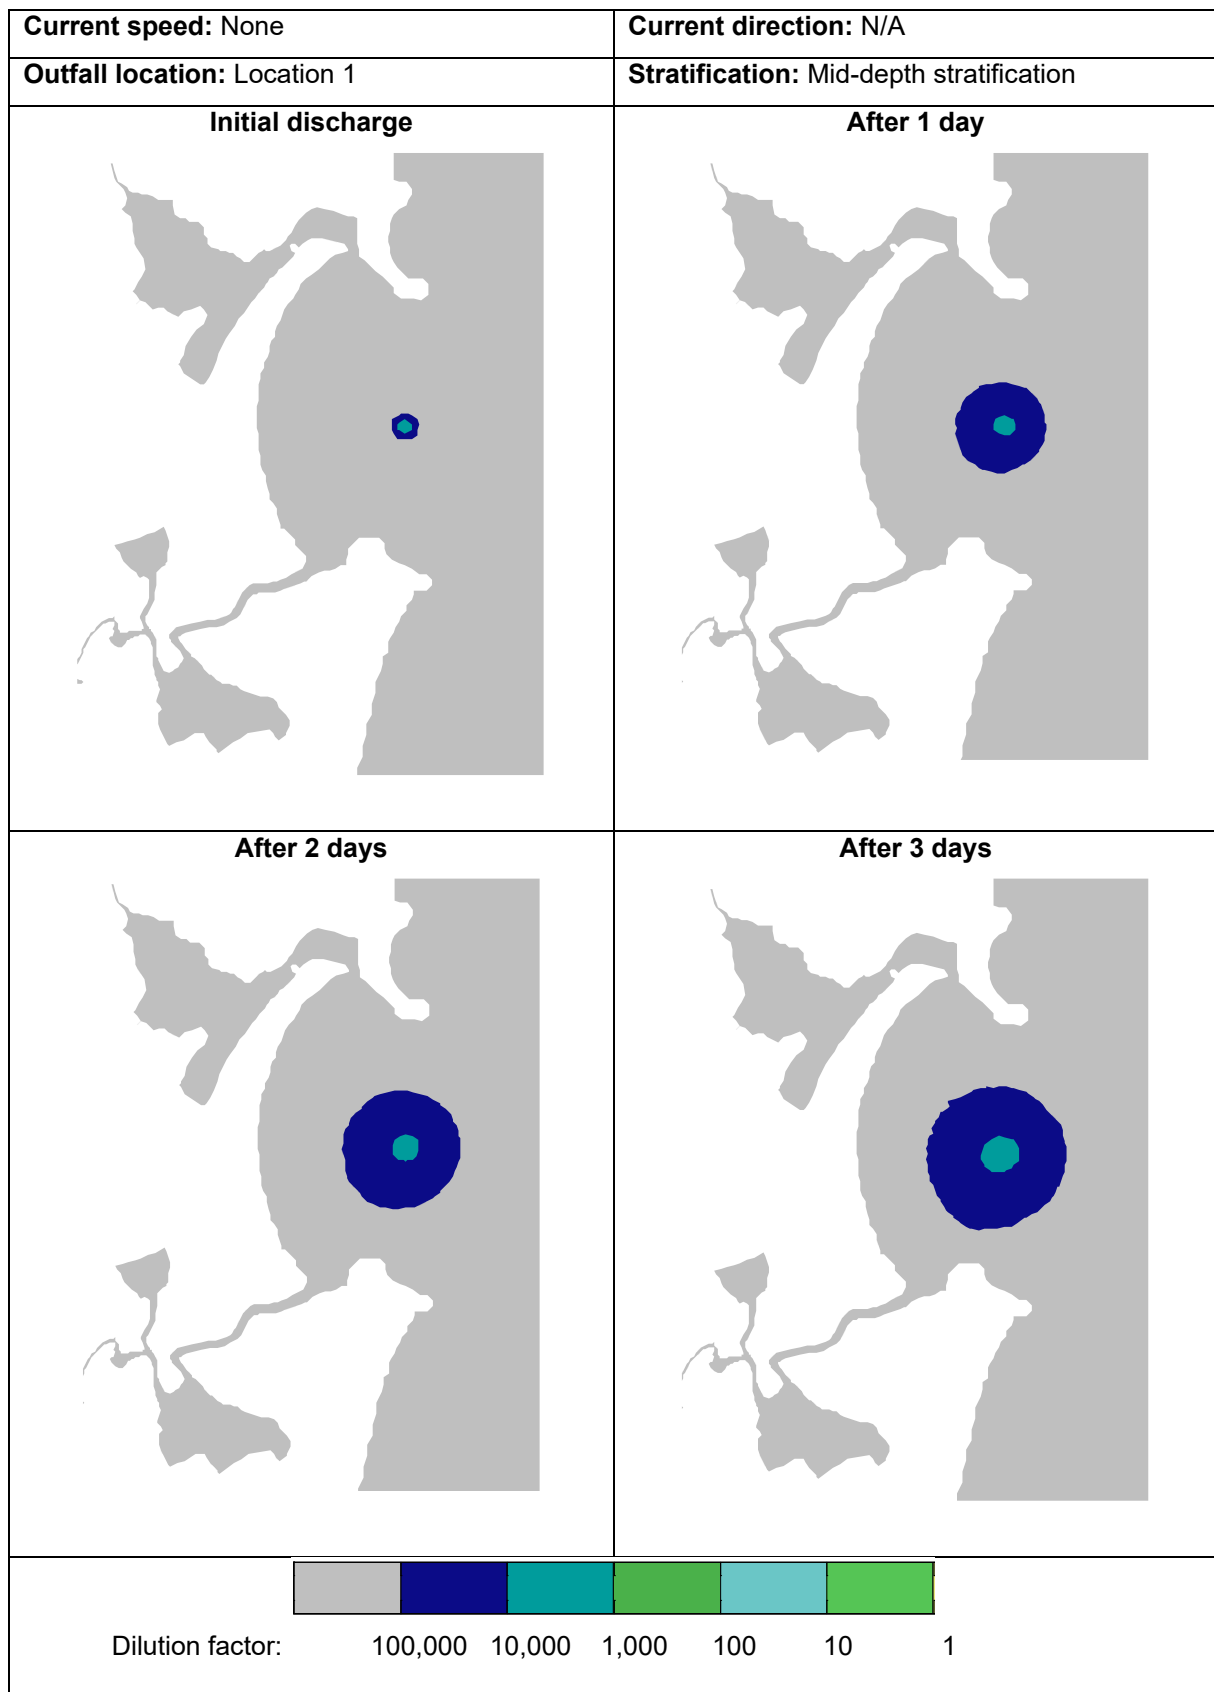 Current speed: None
Current direction: N/A
Outfall location: Location 1
Stratification: Mid-depth stratification
Initial discharge
After 1 day
After 2 days
After 3 days
Dilution factor: 100,000 10,000 1,000 100 10 1